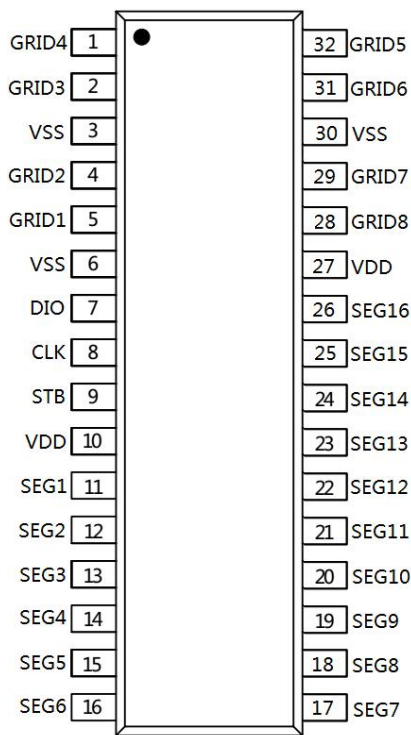 GRID4 1 32 GRID5
GRID3 2 31 GRID6
VSS 3 30 VSS
GRID2 4 29 GRID7
GRID1 5 28 GRID8
VSS 6 27 VDD
DIO 7 26 SEG16
CLK 8 25 SEG15
STB 9 24 SEG14
VDD 10 23 SEG13
SEG1 11 22 SEG12
SEG2 12 21 SEG11
SEG3 13 20 SEG10
SEG4 14 19 SEG9
SEG5 15 18 SEG8
SEG6 16 17 SEG7